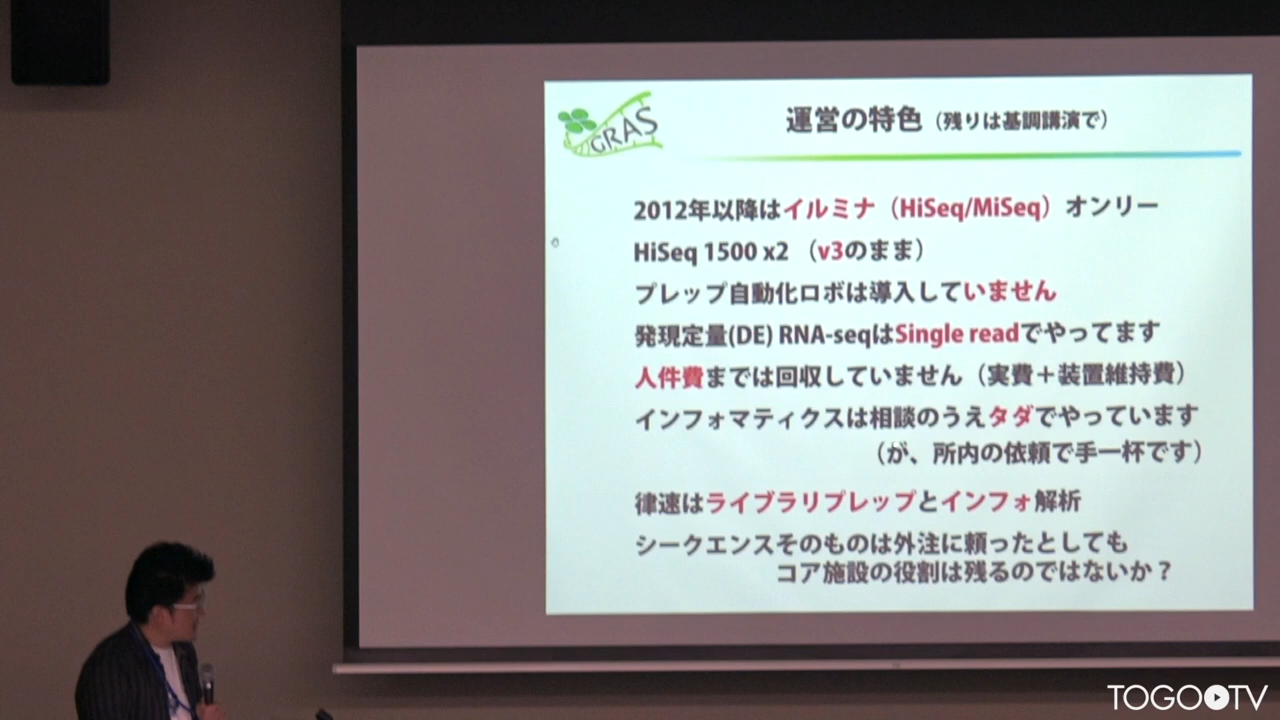 GRAS
運営の特色（残りは基調講演で）
2012年以降はイルミナ（HiSeq/MiSeq）オンリー
HiSeq 1500 x2 （v3のまま）
プレップ自動化ロボは導入していません
発現定量(DE) RNA-seqはSingle readでやってます
人件費までは回収していません（実費＋装置維持費）
インフォマティクスは相談のうえタダでやっています
（が、所内の依頼で手一杯です）
律速はライブラリプレップとインフォ解析
シークエンスそのものは外注に頼ったとしても
コア施設の役割は残るのではないか？
TOGOTV